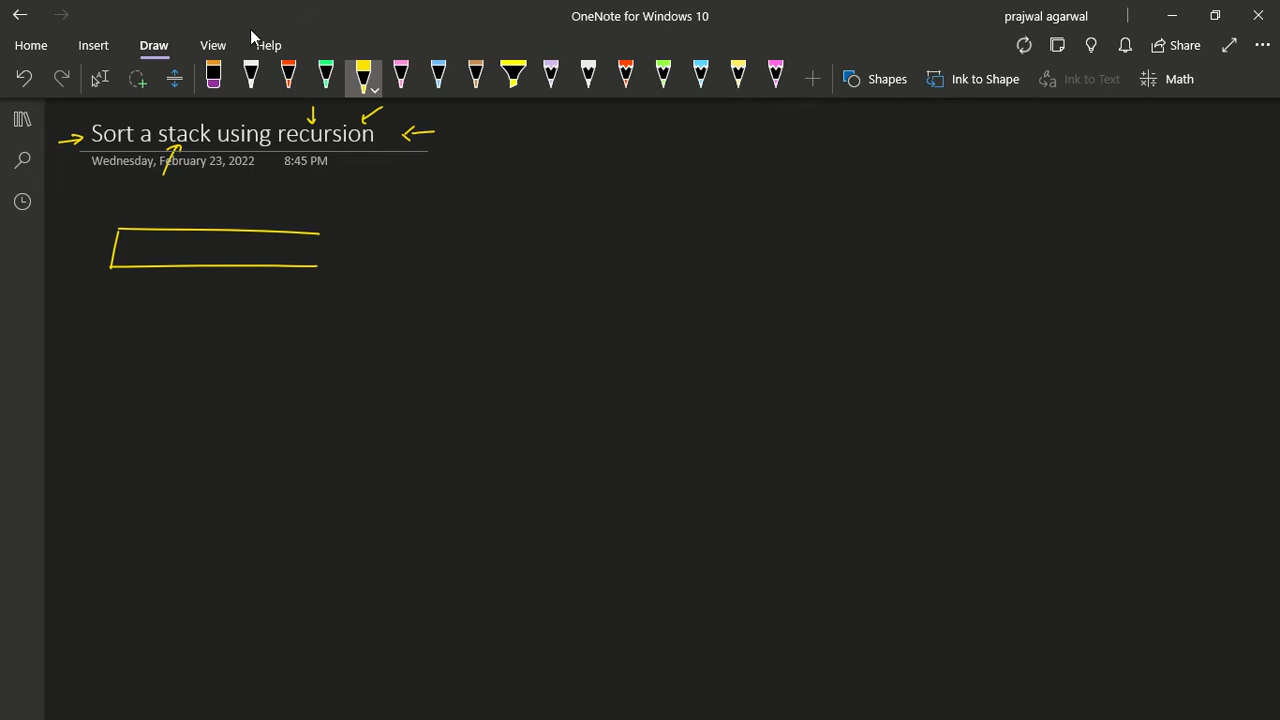 OneNote for Windows 10
prajwal agarwal
Home Insert Draw View Help
Share
Shapes Ink to Shape Ink to Text Math
Sort a stack using recursion
Wednesday, February 23, 2022 8:45 PM